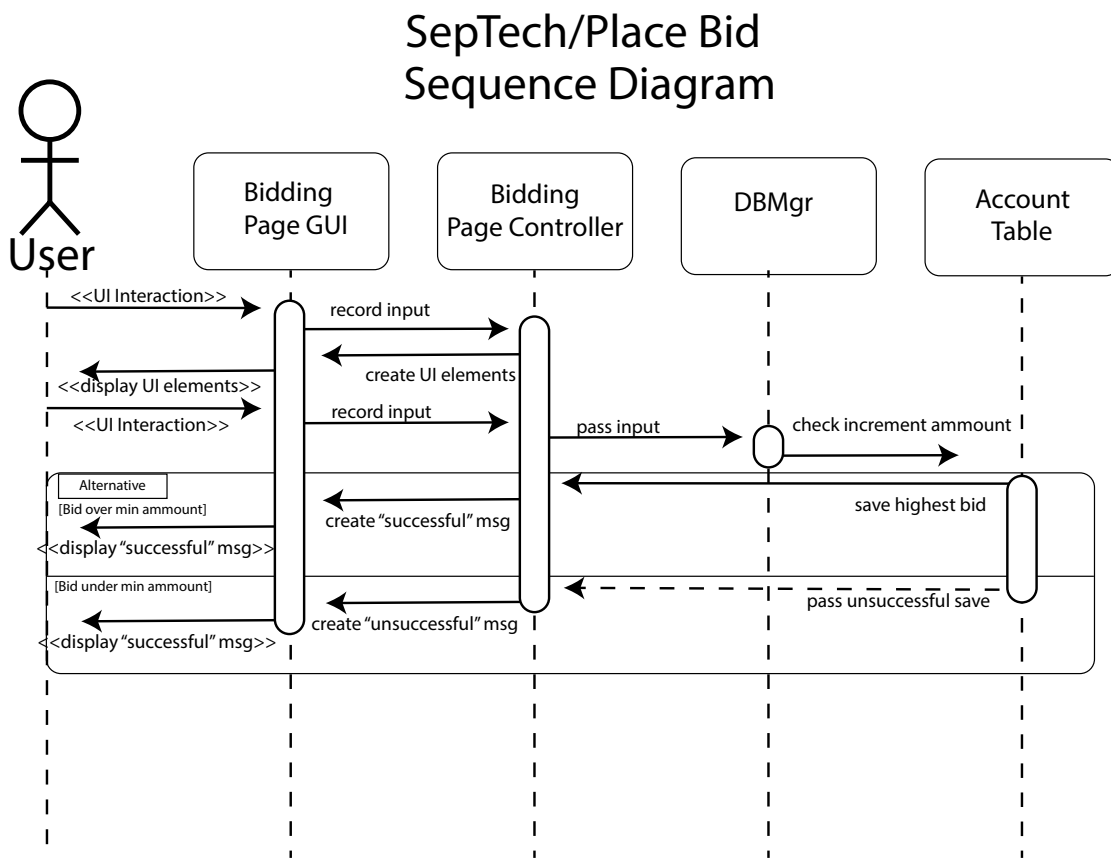 SepTech/Place Bid
Sequence Diagram
User
Bidding
Page GUI
Bidding
Page Controller
DBMgr
Account
Table
<<UI Interaction>>
record input
create UI elements
<<display UI elements>>
<<UI Interaction>>
record input
pass input
check increment ammount
Alternative
[Bid over min ammount]
save highest bid
create “successful” msg
<<display “successful” msg>>
[Bid under min ammount]
pass unsuccessful save
create “unsuccessful” msg
<<display “successful” msg>>